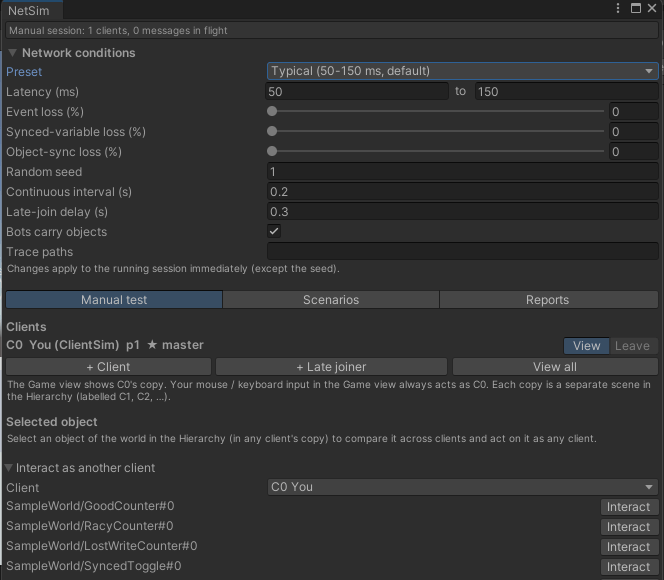 NetSim
Manual session: 1 clients, 0 messages in flight
Network conditions
Preset Typical (50-150 ms, default)
Latency (ms) 50 to 150
Event loss (%) 0
Synced-variable loss (%) 0
Object-sync loss (%) 0
Random seed 1
Continuous interval (s) 0.2
Late-join delay (s) 0.3
Bots carry objects
Trace paths
Changes apply to the running session immediately (except the seed).
Manual test Scenarios Reports
Clients
C0 You (ClientSim) p1 ★ master View Leave
+ Client + Late joiner View all
The Game view shows C0's copy. Your mouse / keyboard input in the Game view always acts as C0. Each copy is a separate scene in
the Hierarchy (labelled C1, C2, ...).
Selected object
Select an object of the world in the Hierarchy (in any client's copy) to compare it across clients and act on it as any client.
Interact as another client
Client C0 You
SampleWorld/GoodCounter#0 Interact
SampleWorld/RacyCounter#0 Interact
SampleWorld/LostWriteCounter#0 Interact
SampleWorld/SyncedToggle#0 Interact